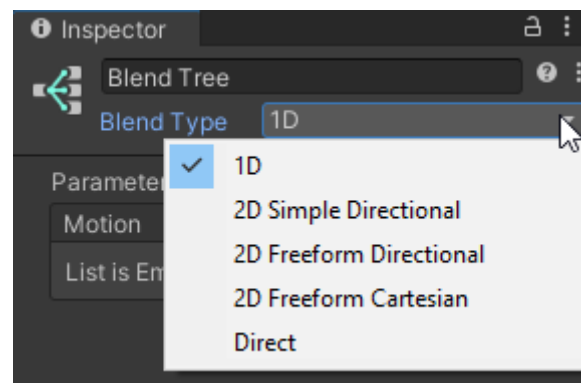 Inspector
Blend Tree
Blend Type 1D
1D
Parameter
2D Simple Directional
Motion
2D Freeform Directional
List is Em
2D Freeform Cartesian
Direct